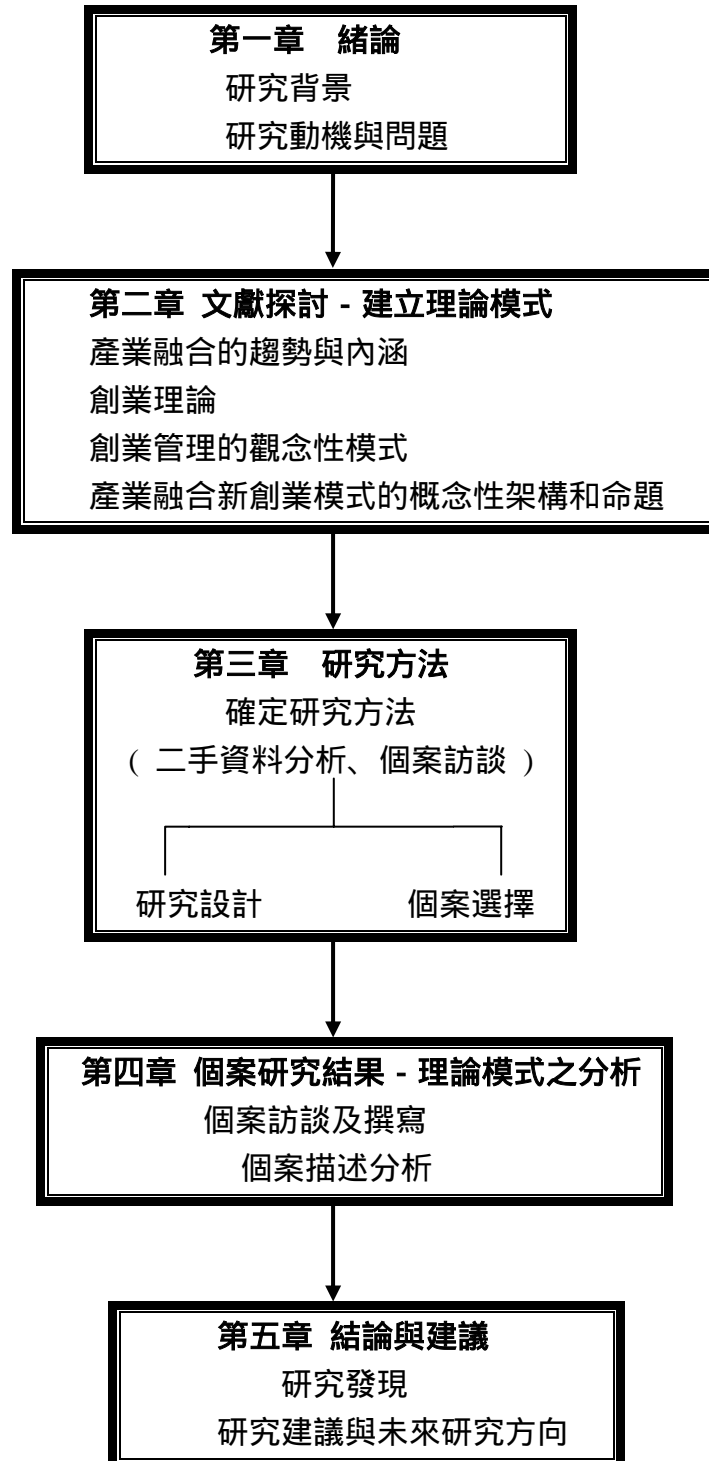 第一章　緒論
研究背景
研究動機與問題
第二章 文獻探討 - 建立理論模式
產業融合的趨勢與內涵
創業理論
創業管理的觀念性模式
產業融合新創業模式的概念性架構和命題
第三章　研究方法
確定研究方法
( 二手資料分析、個案訪談 )
研究設計　個案選擇
第四章 個案研究結果 - 理論模式之分析
個案訪談及撰寫
個案描述分析
第五章 結論與建議
研究發現
研究建議與未來研究方向